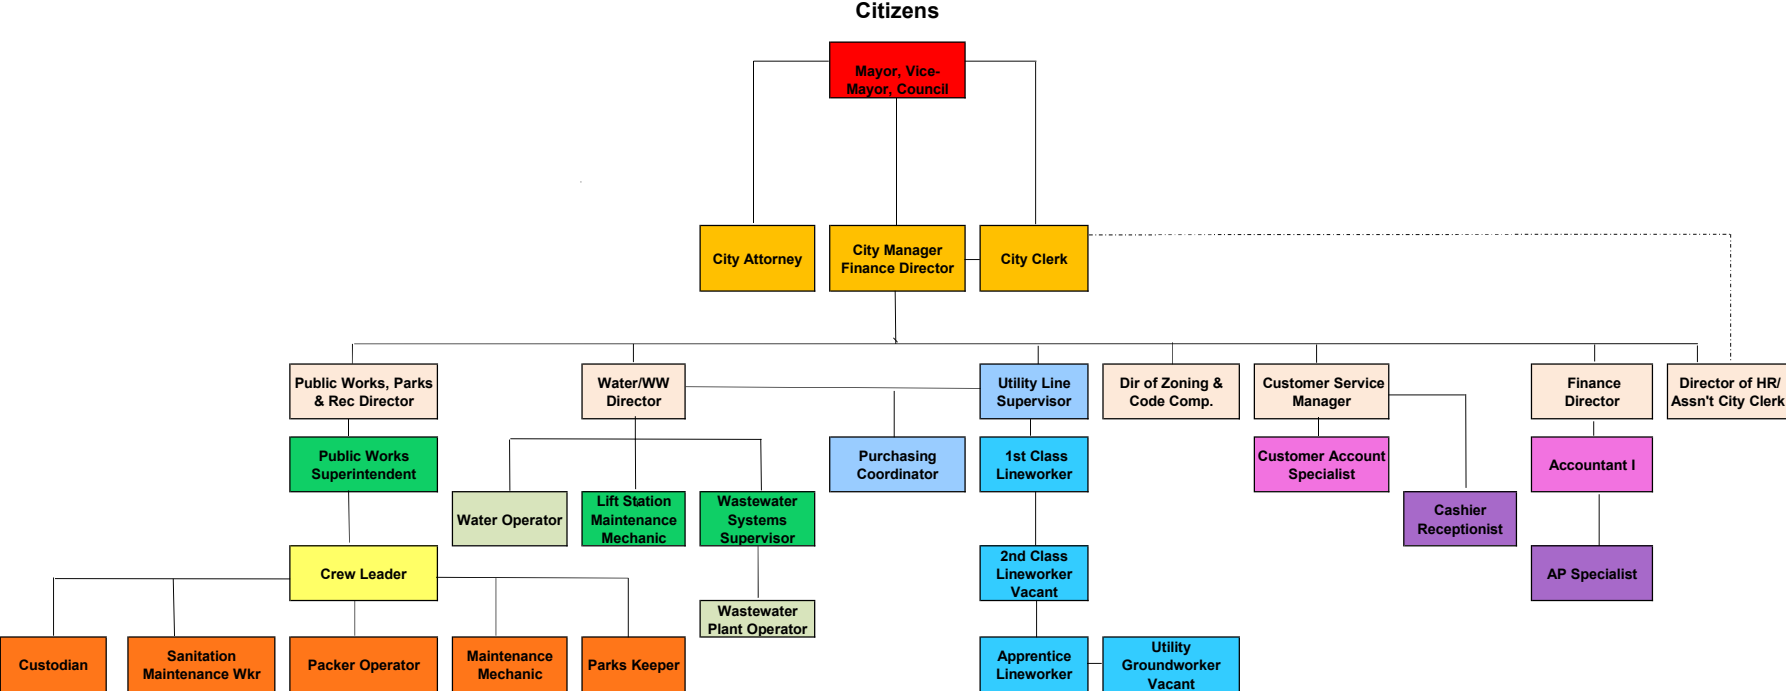 Citizens
Mayor, Vice-
Mayor, Council
City Attorney
City Manager
Finance Director
City Clerk
Public Works, Parks
& Rec Director
Water/WW
Director
Utility Line
Supervisor
Dir of Zoning &
Code Comp.
Customer Service
Manager
Finance
Director
Director of HR/
Assn't City Clerk
Public Works
Superintendent
Purchasing
Coordinator
1st Class
Lineworker
Customer Account
Specialist
Accountant I
Water Operator
Lift Station
Maintenance
Mechanic
Wastewater
Systems
Supervisor
Cashier
Receptionist
Crew Leader
2nd Class
Lineworker
Vacant
AP Specialist
Wastewater
Plant Operator
Custodian
Sanitation
Maintenance Wkr
Packer Operator
Maintenance
Mechanic
Parks Keeper
Apprentice
Lineworker
Utility
Groundworker
Vacant